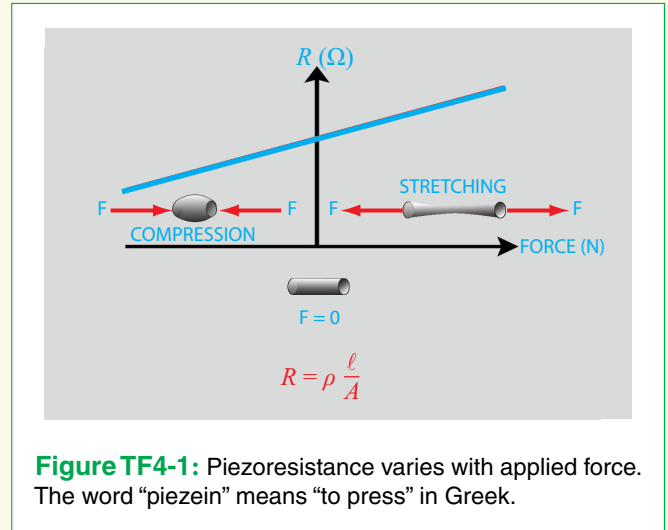 R (Ω)
STRETCHING
F F F F
COMPRESSION
FORCE (N)
F = 0
R = ρ ℓ/A
Figure TF4-1: Piezoresistance varies with applied force.
The word “piezein” means “to press” in Greek.